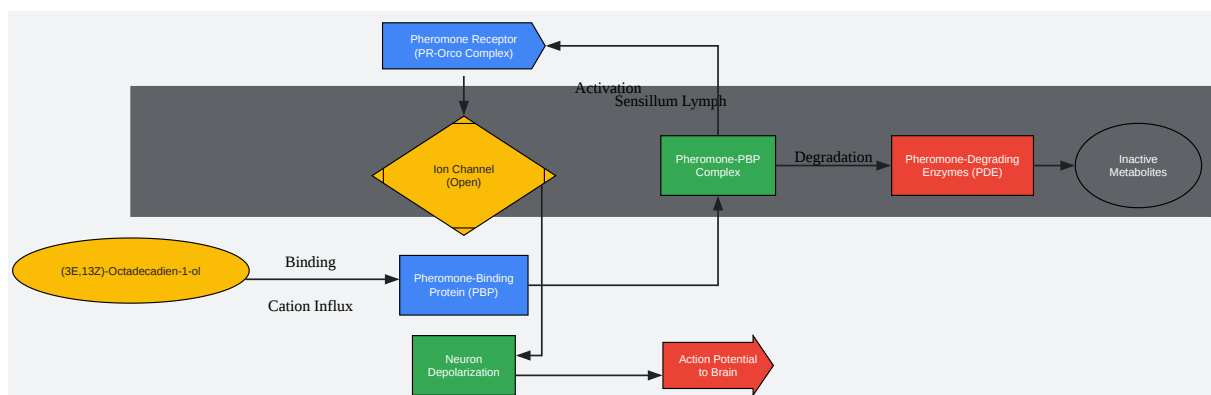 Pheromone Receptor
(PR-Orco Complex)
Activation
Sensillum Lymph
Ion Channel
(Open)
Pheromone-PBP
Complex
Degradation
Pheromone-Degrading
Enzymes (PDE)
Inactive
Metabolites
(3E,13Z)-Octadecadien-1-ol
Binding
Cation Influx
Pheromone-Binding
Protein (PBP)
Neuron
Depolarization
Action Potential
to Brain